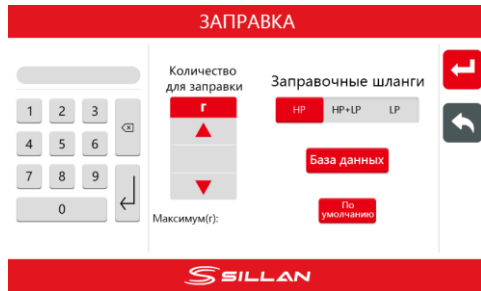 ЗАПРАВКА
1 2 3
4 5 6
7 8 9
0
Количество
для заправки
г
Максимум(г):
Заправочные шланги
HP HP+LP LP
База данных
По
умолчанию
SILLAN